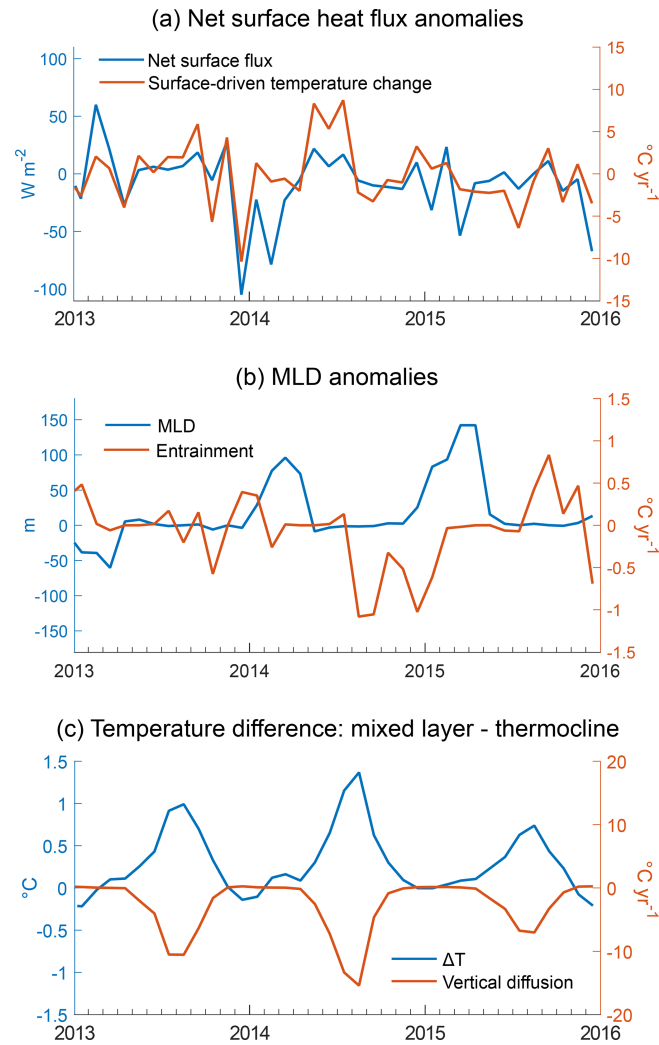 (a) Net surface heat flux anomalies
Net surface flux
Surface-driven temperature change
100
50
0
-50
-100
W m-2
15
10
5
0
-5
-10
-15
°C yr-1
2013 2014 2015 2016
(b) MLD anomalies
MLD
Entrainment
150
100
50
0
-50
-100
-150
m
1.5
1
0.5
0
-0.5
-1
-1.5
°C yr-1
2013 2014 2015 2016
(c) Temperature difference: mixed layer - thermocline
1.5
1
0.5
0
-0.5
-1
-1.5
°C
20
10
0
-10
-20
°C yr-1
ΔT
Vertical diffusion
2013 2014 2015 2016